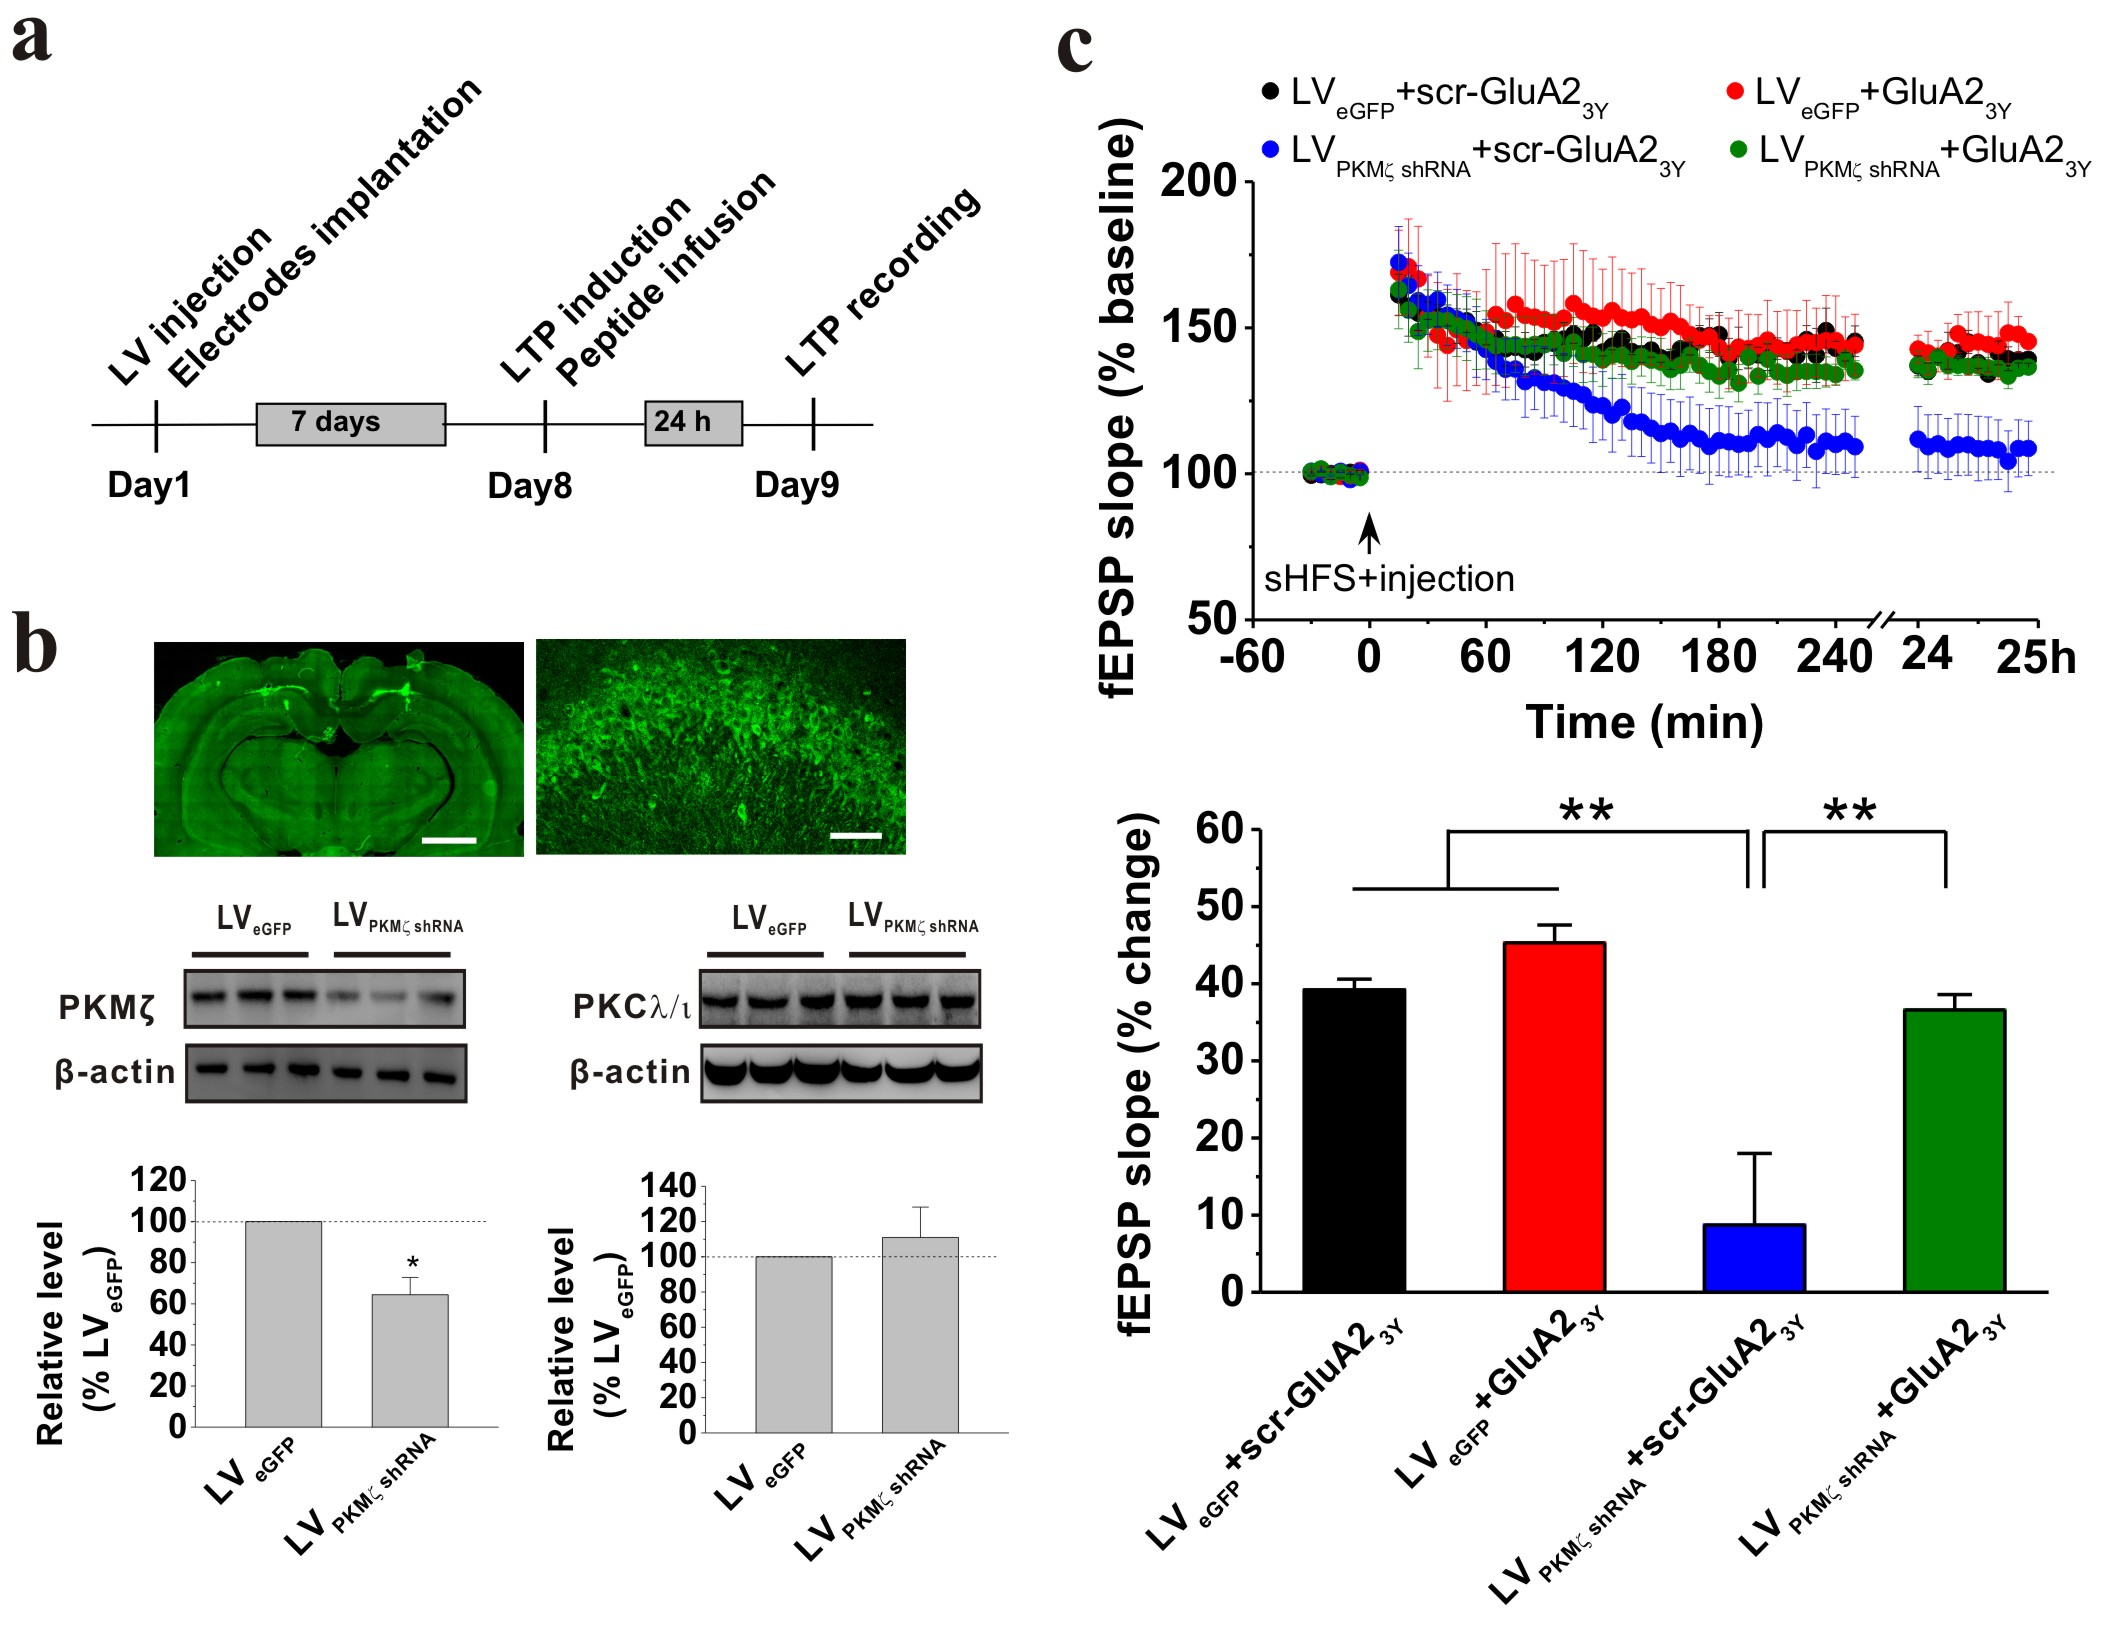 a
LV injection
Electrodes implantation
LTP induction
Peptide infusion
LTP recording
7 days
24 h
Day1
Day8
Day9
b
LVeGFP
LVPKMζ shRNA
PKMζ
β-actin
LVeGFP
LVPKMζ shRNA
PKCλ/ι
β-actin
Relative level
(% LVeGFP)
120
100
80
60
40
20
0
*
LV eGFP
LV PKMζ shRNA
Relative level
(% LVeGFP)
140
120
100
80
60
40
20
0
LV eGFP
LV PKMζ shRNA
c
LVeGFP+scr-GluA23Y
LVeGFP+GluA23Y
LVPKMζ shRNA+scr-GluA23Y
LVPKMζ shRNA+GluA23Y
fEPSP slope (% baseline)
200
150
100
50
sHFS+injection
-60 0 60 120 180 240 24 25h
Time (min)
fEPSP slope (% change)
60
50
40
30
20
10
0
** **
LV eGFP+scr-GluA23Y
LV eGFP+GluA23Y
LV PKMζ shRNA+scr-GluA23Y
LV PKMζ shRNA+GluA23Y